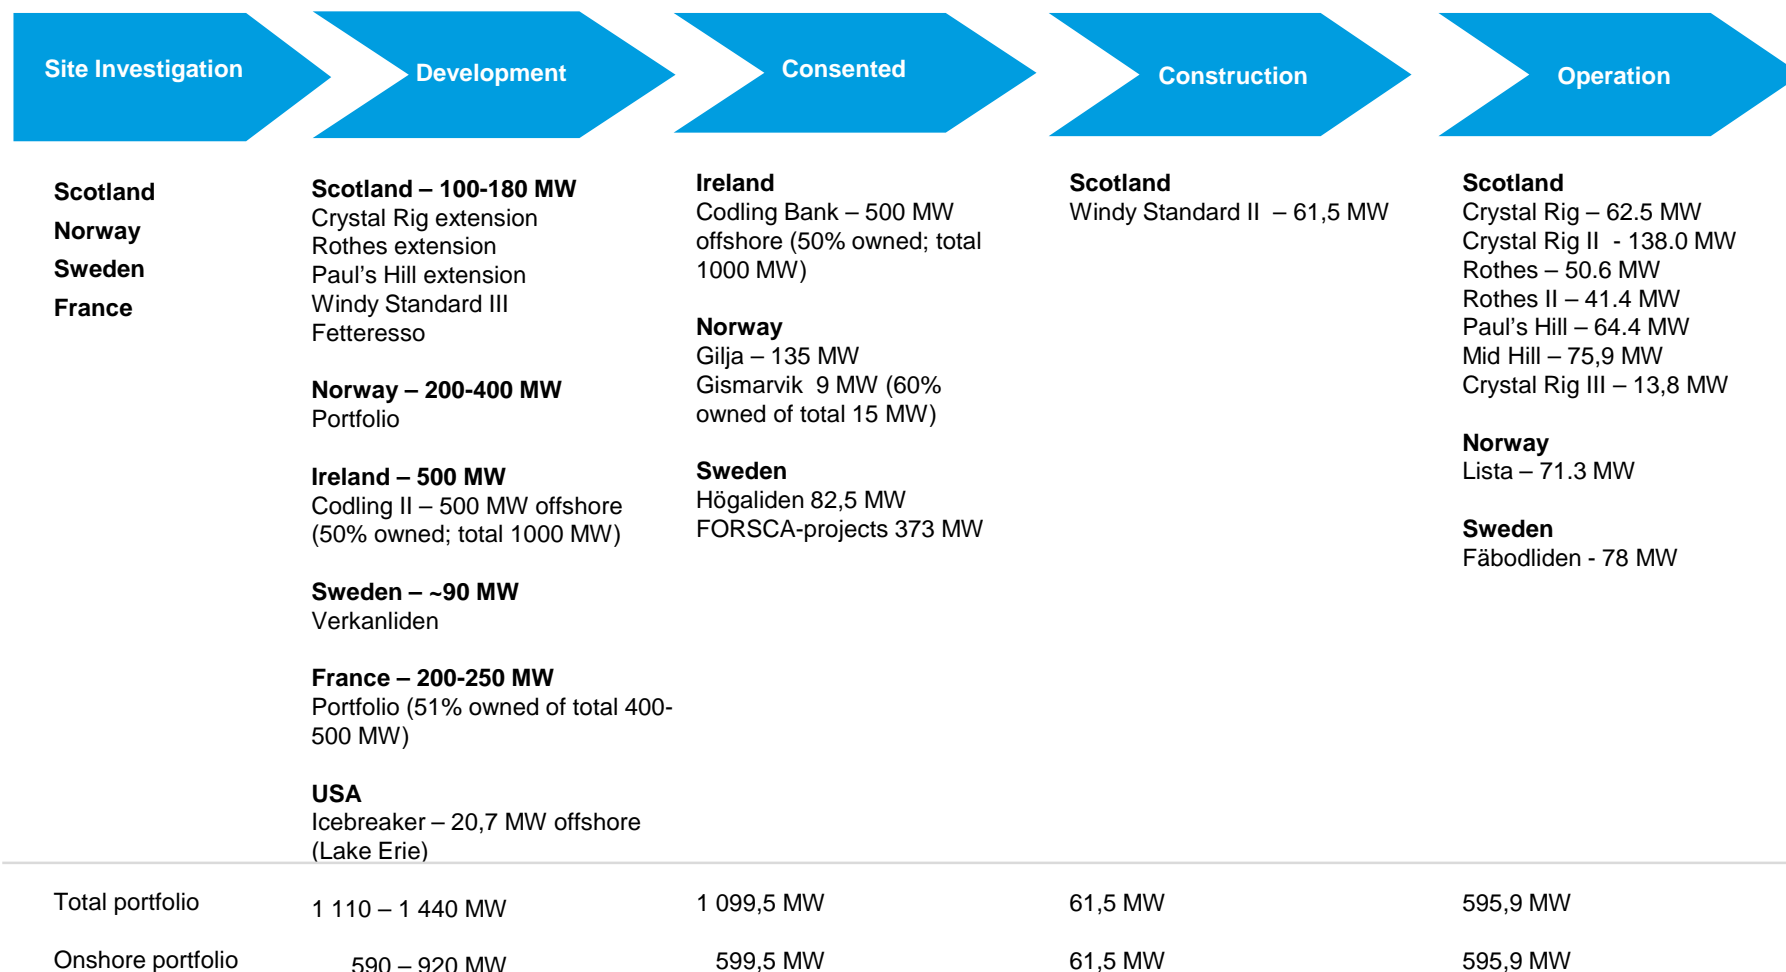 Site Investigation
Development
Consented
Construction
Operation
Scotland
Norway
Sweden
France
Scotland – 100-180 MW
Crystal Rig extension
Rothes extension
Paul's Hill extension
Windy Standard III
Fetteresso
Norway – 200-400 MW
Portfolio
Ireland – 500 MW
Codling II – 500 MW offshore
(50% owned; total 1000 MW)
Sweden – ~90 MW
Verkanliden
France – 200-250 MW
Portfolio (51% owned of total 400-
500 MW)
USA
Icebreaker – 20,7 MW offshore
(Lake Erie)
Ireland
Codling Bank – 500 MW
offshore (50% owned; total
1000 MW)
Norway
Gilja – 135 MW
Gismarvik 9 MW (60%
owned of total 15 MW)
Sweden
Högaliden 82,5 MW
FORSCA-projects 373 MW
Scotland
Windy Standard II – 61,5 MW
Scotland
Crystal Rig – 62.5 MW
Crystal Rig II - 138.0 MW
Rothes – 50.6 MW
Rothes II – 41.4 MW
Paul's Hill – 64.4 MW
Mid Hill – 75,9 MW
Crystal Rig III – 13,8 MW
Norway
Lista – 71.3 MW
Sweden
Fäbodliden - 78 MW
Total portfolio
1 110 – 1 440 MW
1 099,5 MW
61,5 MW
595,9 MW
Onshore portfolio
590 – 920 MW
599,5 MW
61,5 MW
595,9 MW